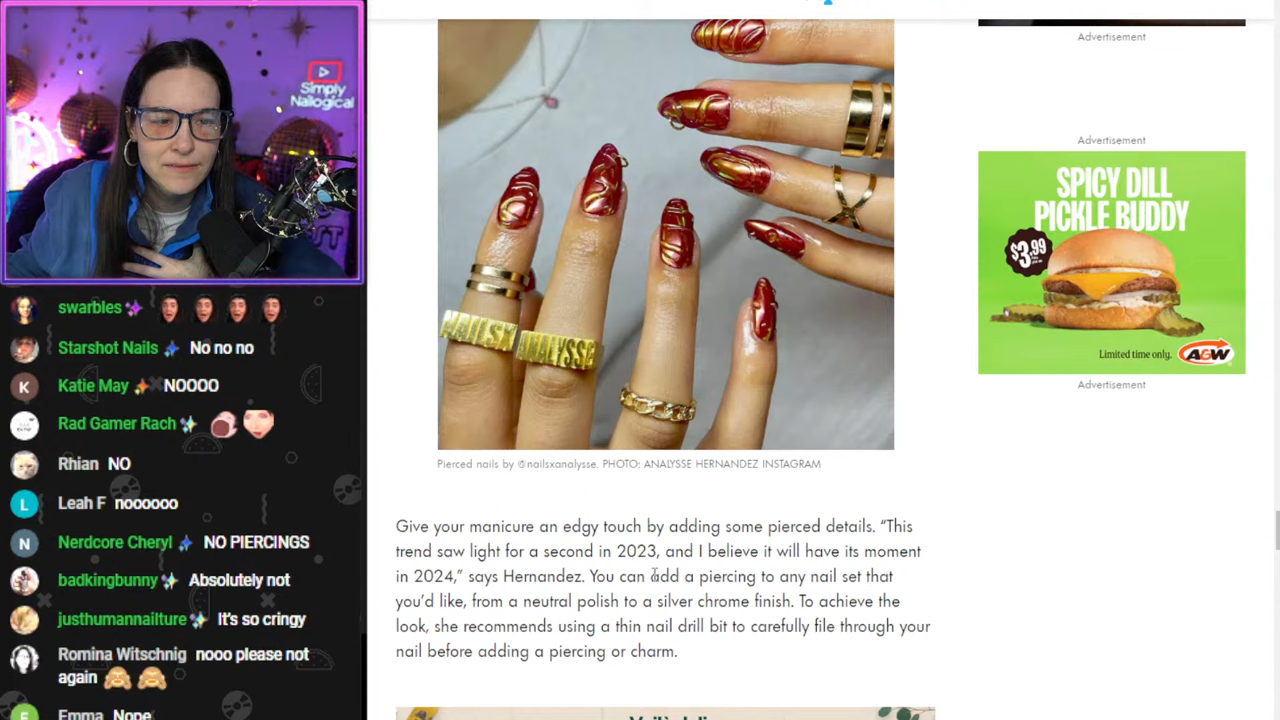 Simply
Nailogical
swarbles
Starshot Nails No no no
Katie May NOOOO
Rad Gamer Rach
Rhian NO
Leah F noooooo
Nerdcore Cheryl NO PIERCINGS
badkingbunny Absolutely not
justhumannailture It's so cringy
Romina Witschnig nooo please not
again
Emma Nope
K
L
N
Pierced nails by @nailsxanalysse. PHOTO: ANALYSSE HERNANDEZ INSTAGRAM
Give your manicure an edgy touch by adding some pierced details. “This
trend saw light for a second in 2023, and I believe it will have its moment
in 2024,” says Hernandez. You can add a piercing to any nail set that
you’d like, from a neutral polish to a silver chrome finish. To achieve the
look, she recommends using a thin nail drill bit to carefully file through your
nail before adding a piercing or charm.
Advertisement
Advertisement
SPICY DILL
PICKLE BUDDY
$3.99
Limited time only. A&W
Advertisement